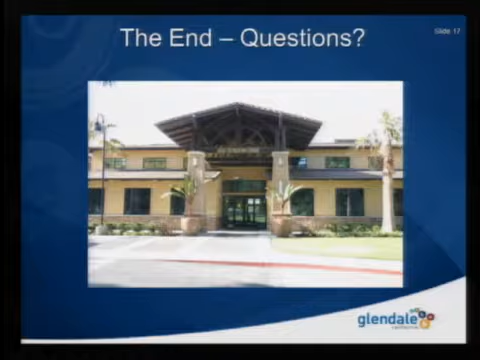 The End – Questions?
Slide 17
glendale